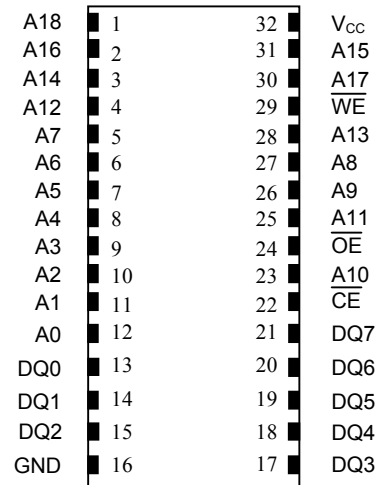 A18 1 32 VCC
A16 2 31 A15
A14 3 30 A17
A12 4 29 W̅E̅
A7 5 28 A13
A6 6 27 A8
A5 7 26 A9
A4 8 25 A11
A3 9 24 O̅E̅
A2 10 23 A10
A1 11 22 C̅E̅
A0 12 21 DQ7
DQ0 13 20 DQ6
DQ1 14 19 DQ5
DQ2 15 18 DQ4
GND 16 17 DQ3